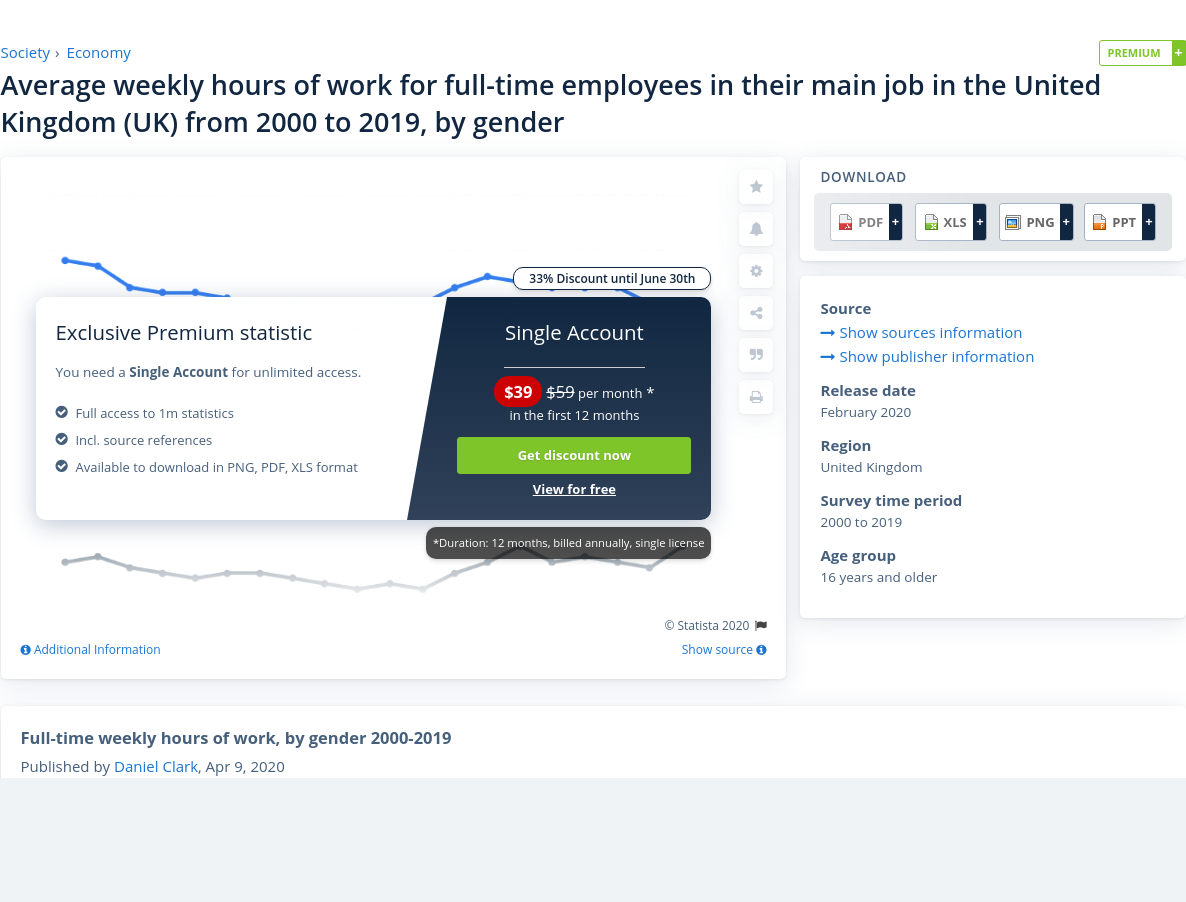 Society › Economy
PREMIUM +
Average weekly hours of work for full-time employees in their main job in the United
Kingdom (UK) from 2000 to 2019, by gender
33% Discount until June 30th
Exclusive Premium statistic
You need a Single Account for unlimited access.
Full access to 1m statistics
Incl. source references
Available to download in PNG, PDF, XLS format
Single Account
$39 $59 per month *
in the first 12 months
Get discount now
View for free
*Duration: 12 months, billed annually, single license
© Statista 2020
Additional Information
Show source
DOWNLOAD
PDF + XLS + PNG + PPT +
Source
Show sources information
Show publisher information
Release date
February 2020
Region
United Kingdom
Survey time period
2000 to 2019
Age group
16 years and older
Full-time weekly hours of work, by gender 2000-2019
Published by Daniel Clark, Apr 9, 2020